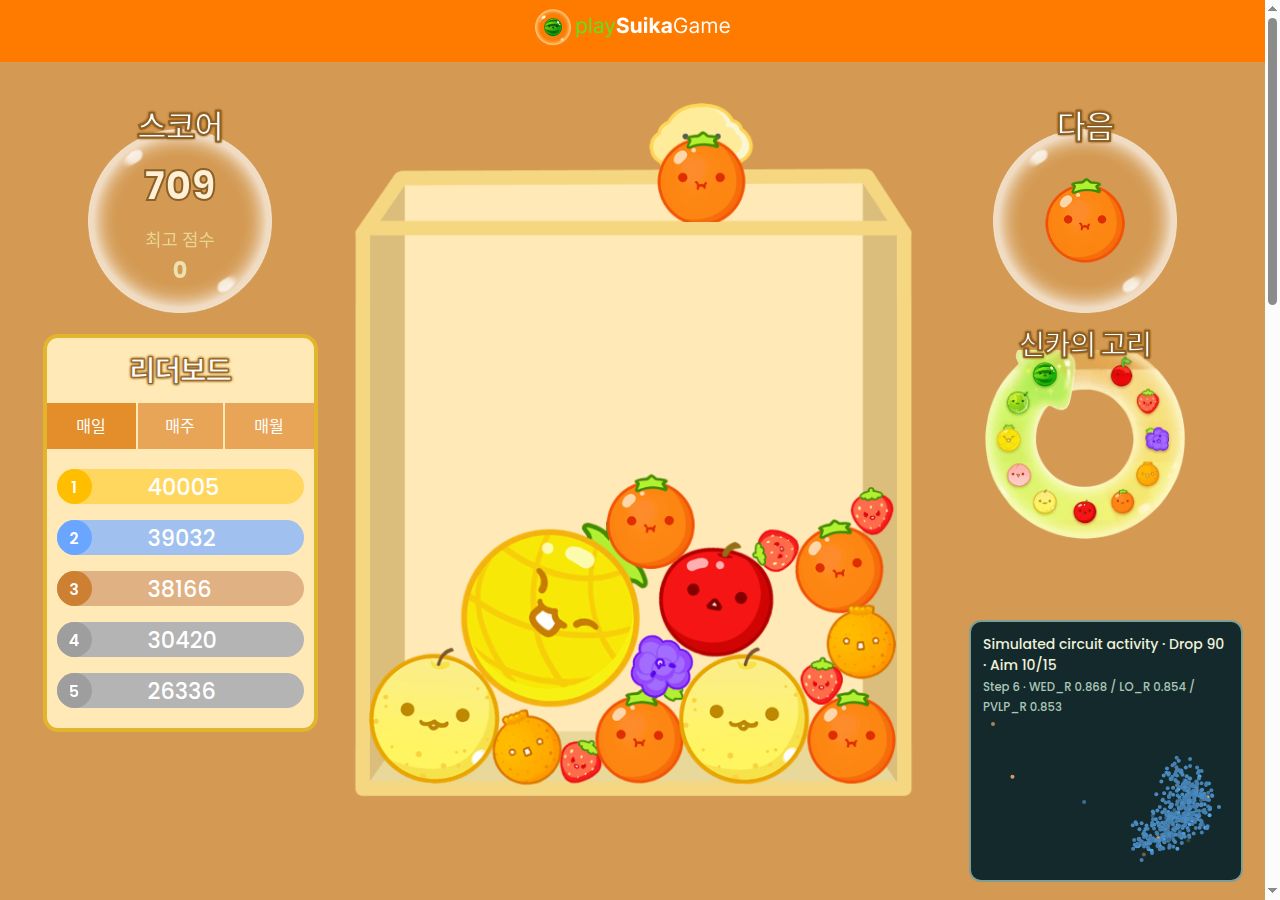 playSuikaGame
스코어
709
최고 점수
0
리더보드
매일 매주 매월
1 40005
2 39032
3 38166
4 30420
5 26336
다음
신카의 고리
Simulated circuit activity · Drop 90
· Aim 10/15
Step 6 · WED_R 0.868 / LO_R 0.854 /
PVLP_R 0.853